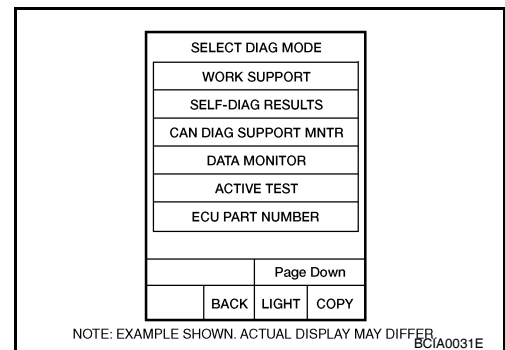 SELECT DIAG MODE
WORK SUPPORT
SELF-DIAG RESULTS
CAN DIAG SUPPORT MNTR
DATA MONITOR
ACTIVE TEST
ECU PART NUMBER
Page Down
BACK LIGHT COPY
NOTE: EXAMPLE SHOWN. ACTUAL DISPLAY MAY DIFFER.
BCIA0031E